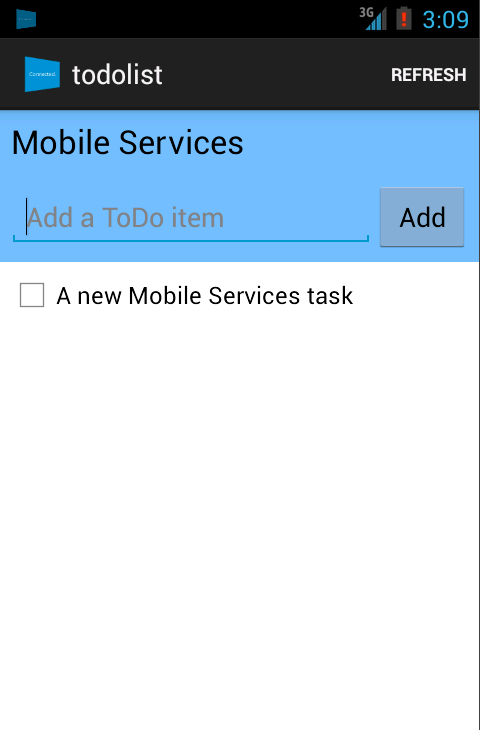 3G
3:09
Connected.
todolist
REFRESH
Mobile Services
Add a ToDo item
Add
A new Mobile Services task